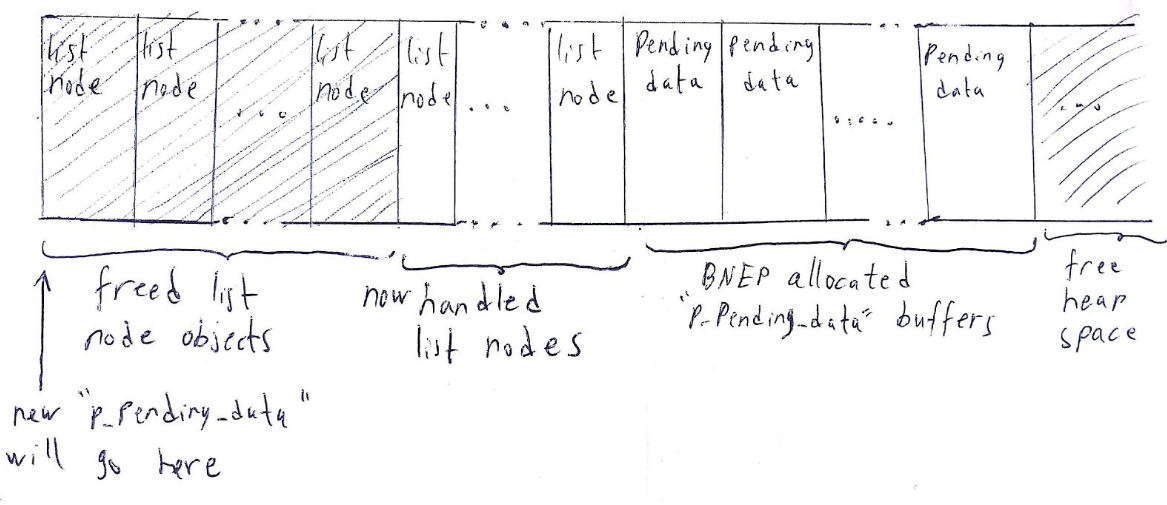 list
node
list
node
...
list
node
list
node
...
list
node
Pending
data
Pending
data
.....
Pending
data
...
freed list
node objects
now handled
list nodes
BNEP allocated
"P_Pending_data" buffers
free
heap
space
new "p_Pending_data"
will go here